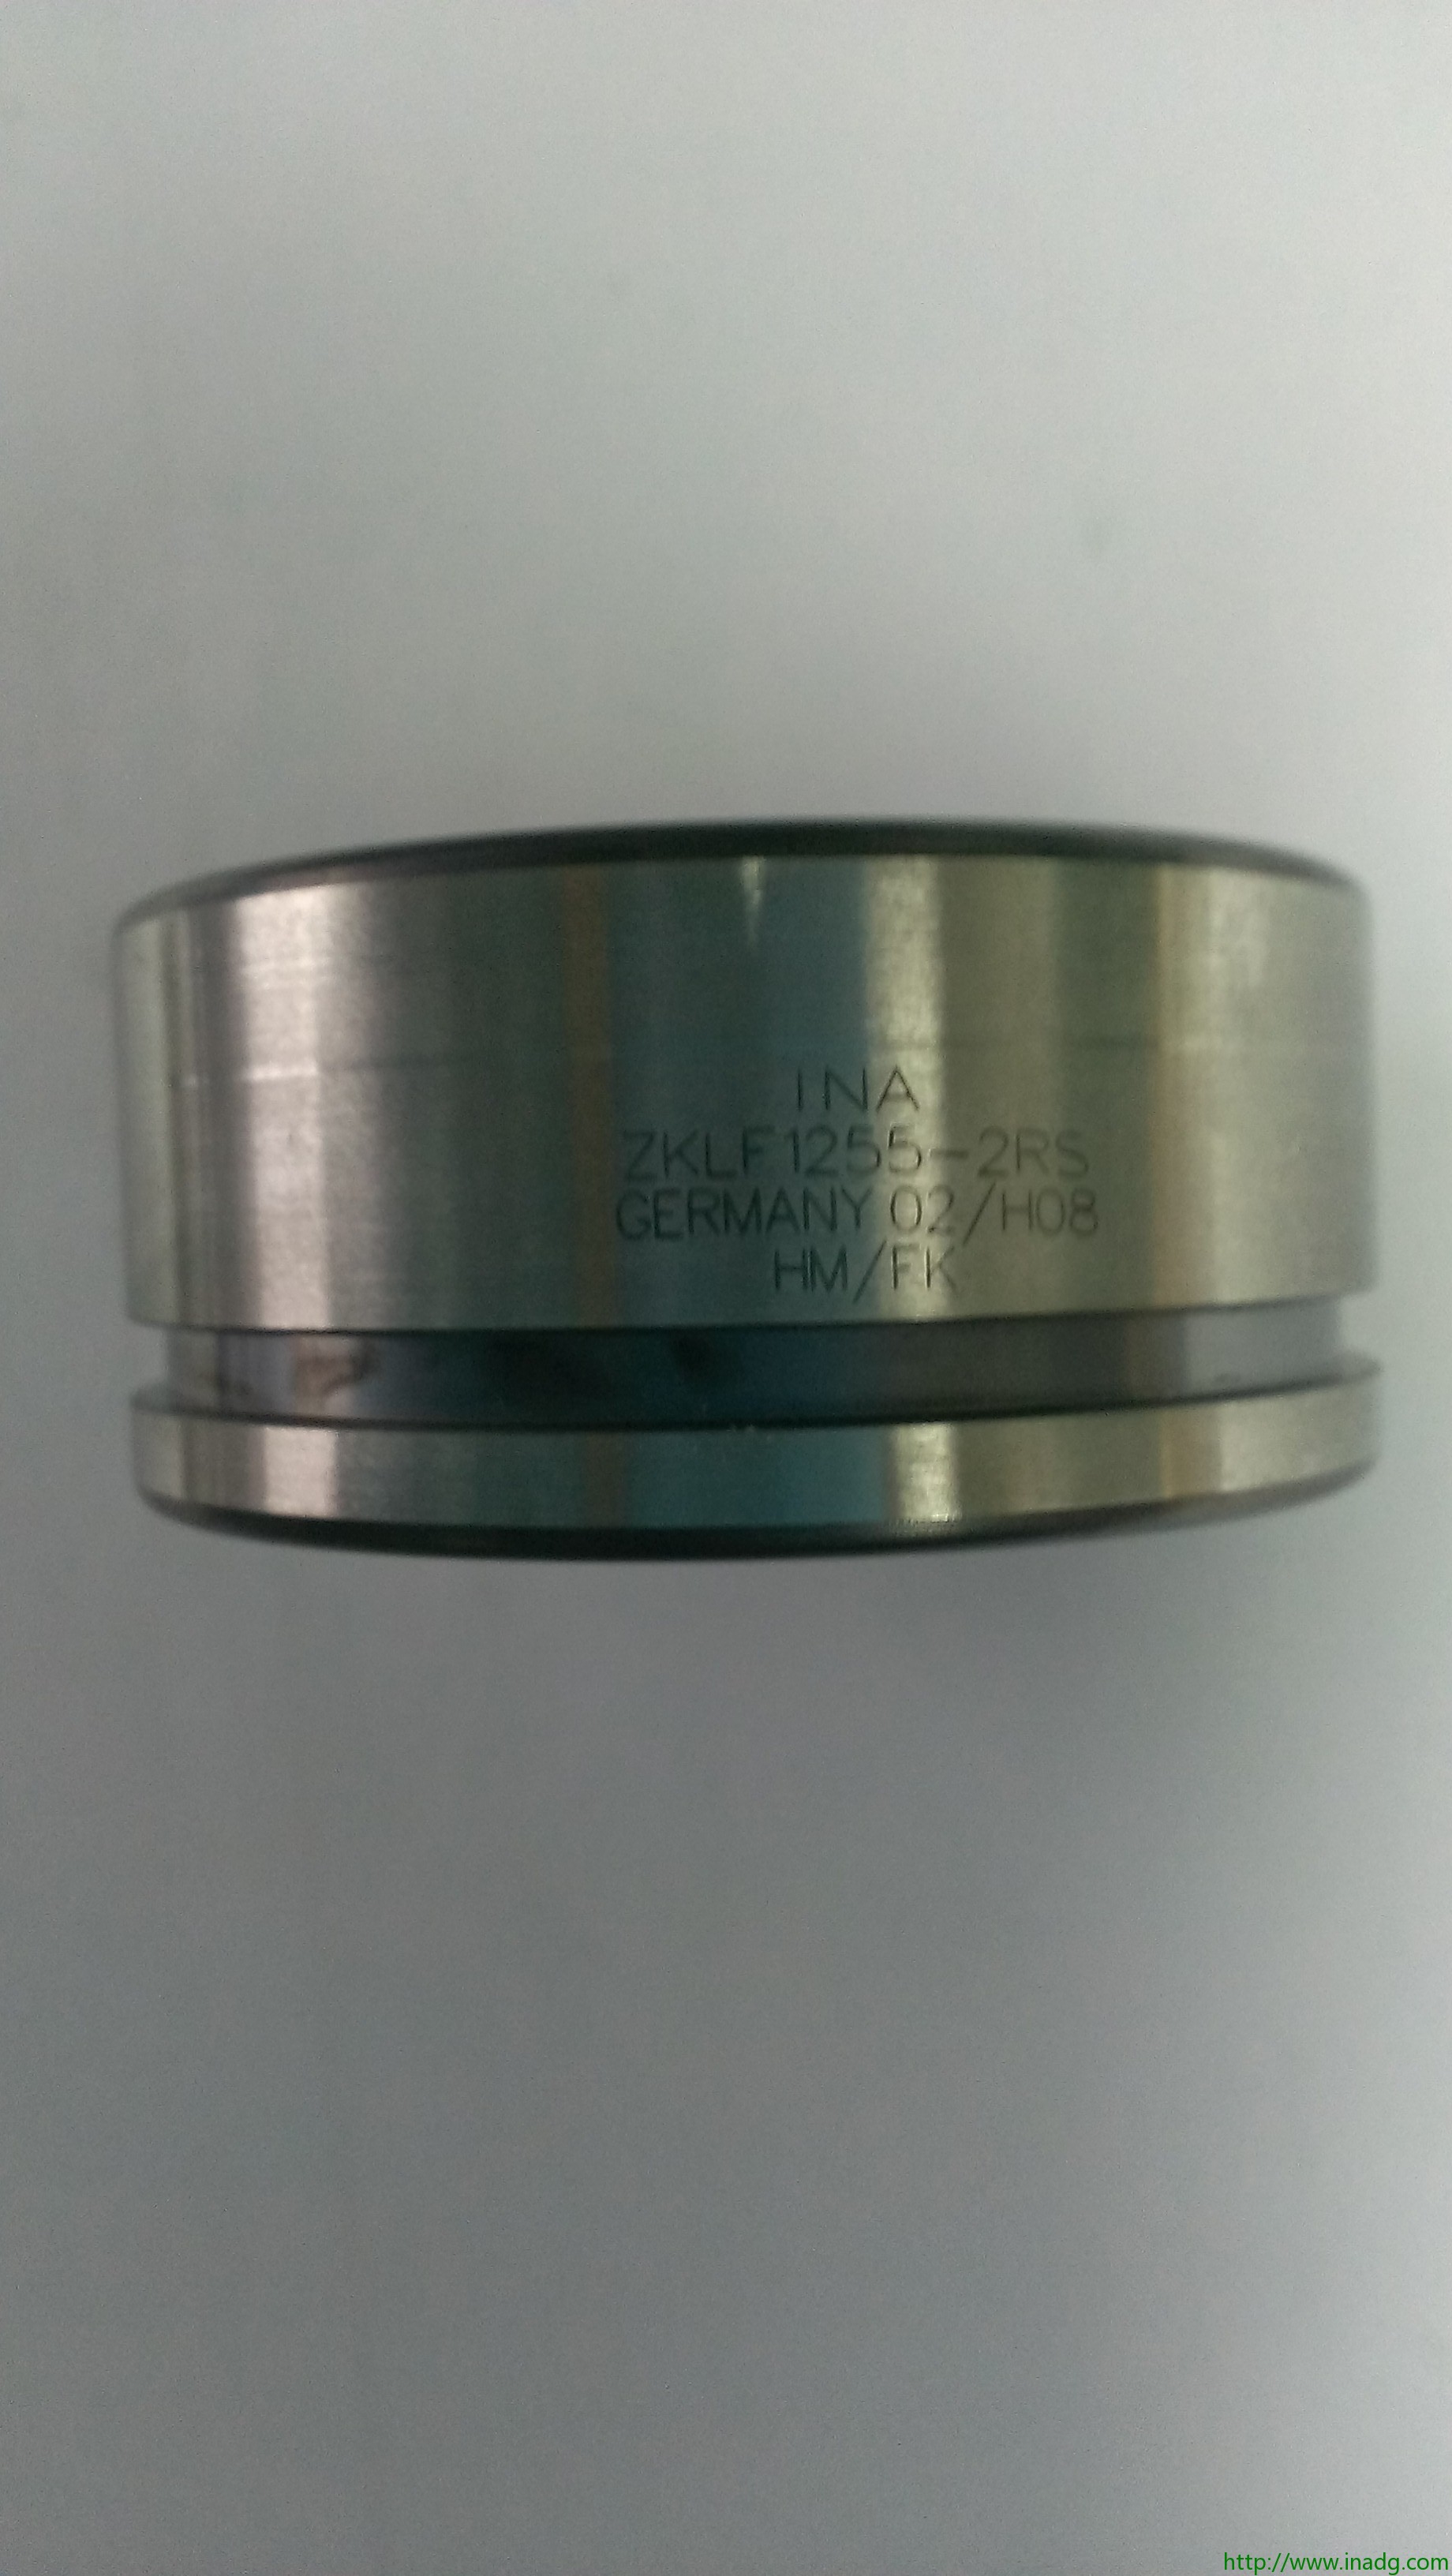 INA
ZKLF1255-2RS
GERMANY 02/H08
HM/FK
http://www.inadg.com